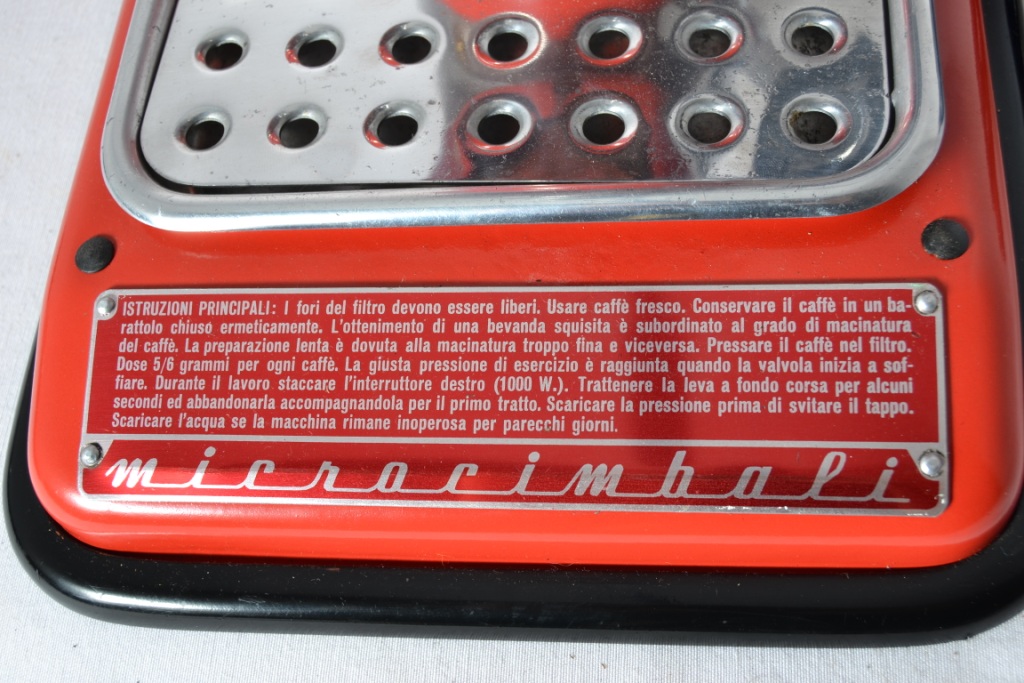 ISTRUZIONI PRINCIPALI: I fori del filtro devono essere liberi. Usare caffè fresco. Conservare il caffè in un ba-
rattolo chiuso ermeticamente. L'ottenimento di una bevanda squisita è subordinato al grado di macinatura
del caffè. La preparazione lenta è dovuta alla macinatura troppo fina e viceversa. Pressare il caffè nel filtro.
Dose 5/6 grammi per ogni caffè. La giusta pressione di esercizio è raggiunta quando la valvola inizia a sof-
fiare. Durante il lavoro staccare l'interruttore destro (1000 W.). Trattenere la leva a fondo corsa per alcuni
secondi ed abbandonarla accompagnandola per il primo tratto. Scaricare la pressione prima di svitare il tappo.
Scaricare l'acqua se la macchina rimane inoperosa per parecchi giorni.
microcimbali